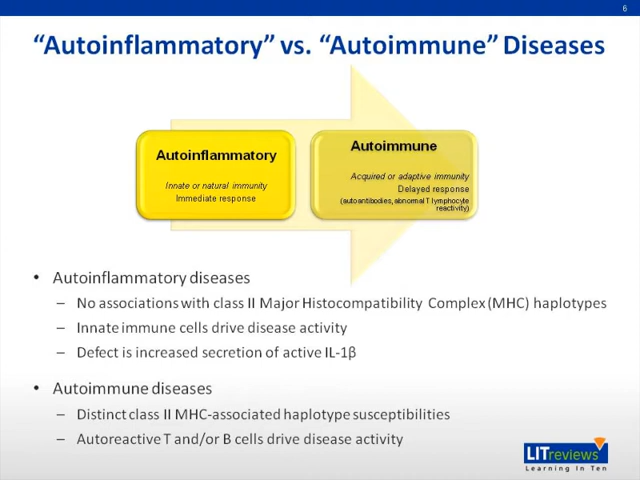 6
“Autoinflammatory” vs. “Autoimmune” Diseases
Autoinflammatory
Innate or natural immunity
Immediate response
Autoimmune
Acquired or adaptive immunity
Delayed response
(autoantibodies, abnormal T lymphocyte
reactivity)
• Autoinflammatory diseases
– No associations with class II Major Histocompatibility Complex (MHC) haplotypes
– Innate immune cells drive disease activity
– Defect is increased secretion of active IL-1β
• Autoimmune diseases
– Distinct class II MHC-associated haplotype susceptibilities
– Autoreactive T and/or B cells drive disease activity
LITreviews
Learning In Ten